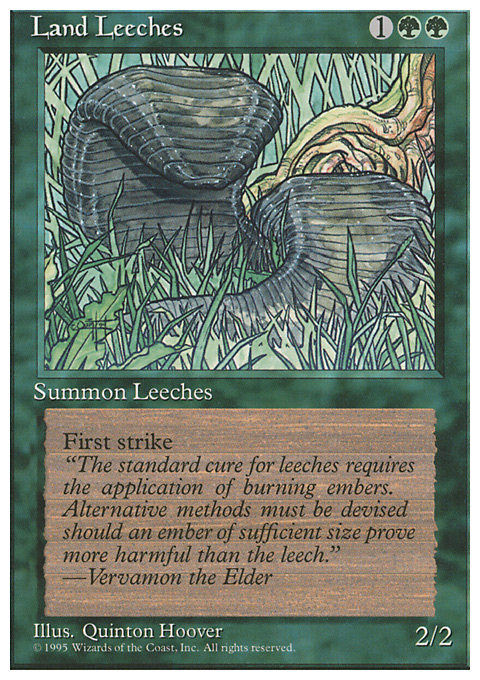 Land Leeches 1
Summon Leeches
First strike
“The standard cure for leeches requires
the application of burning embers.
Alternative methods must be devised
should an ember of sufficient size prove
more harmful than the leech.”
—Vervamon the Elder
Illus. Quinton Hoover
2/2
© 1995 Wizards of the Coast, Inc. All rights reserved.